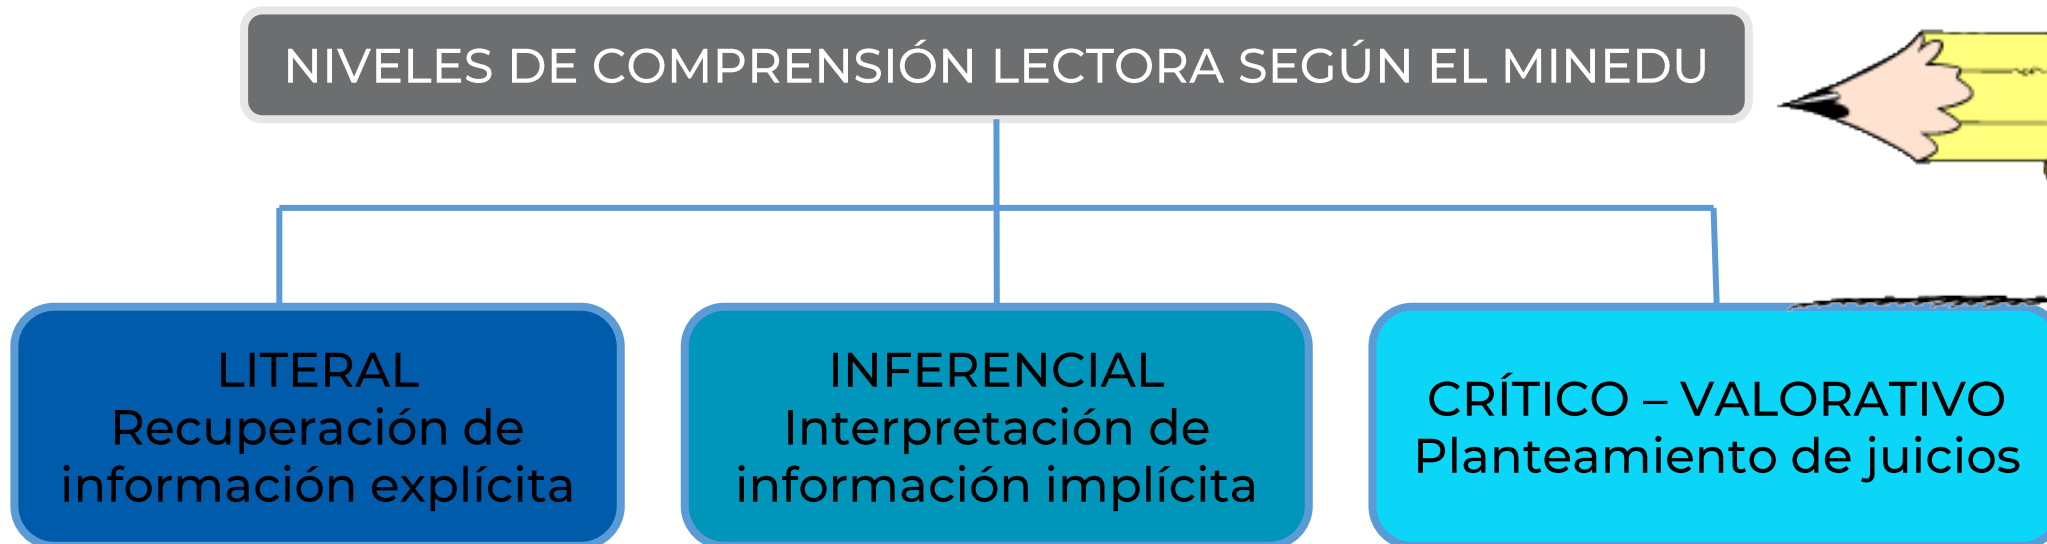 NIVELES DE COMPRENSIÓN LECTORA SEGÚN EL MINEDU
LITERAL
Recuperación de
información explícita
INFERENCIAL
Interpretación de
información implícita
CRÍTICO – VALORATIVO
Planteamiento de juicios